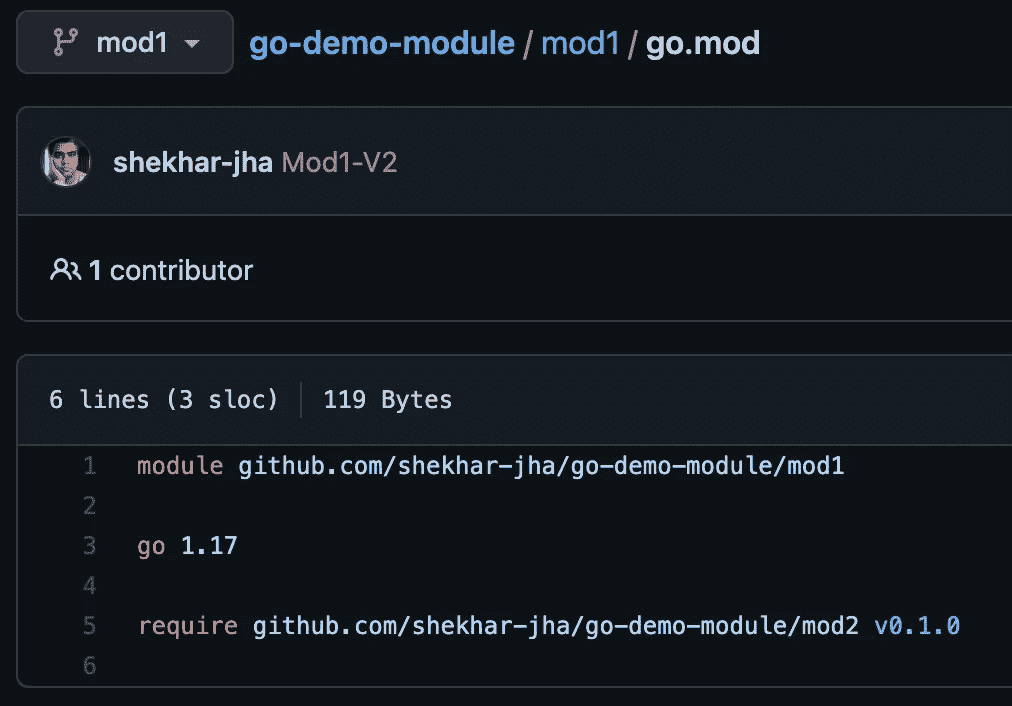 mod1 go-demo-module / mod1 / go.mod
shekhar-jha Mod1-V2
1 contributor
6 lines (3 sloc) 119 Bytes
1 module github.com/shekhar-jha/go-demo-module/mod1
2
3 go 1.17
4
5 require github.com/shekhar-jha/go-demo-module/mod2 v0.1.0
6